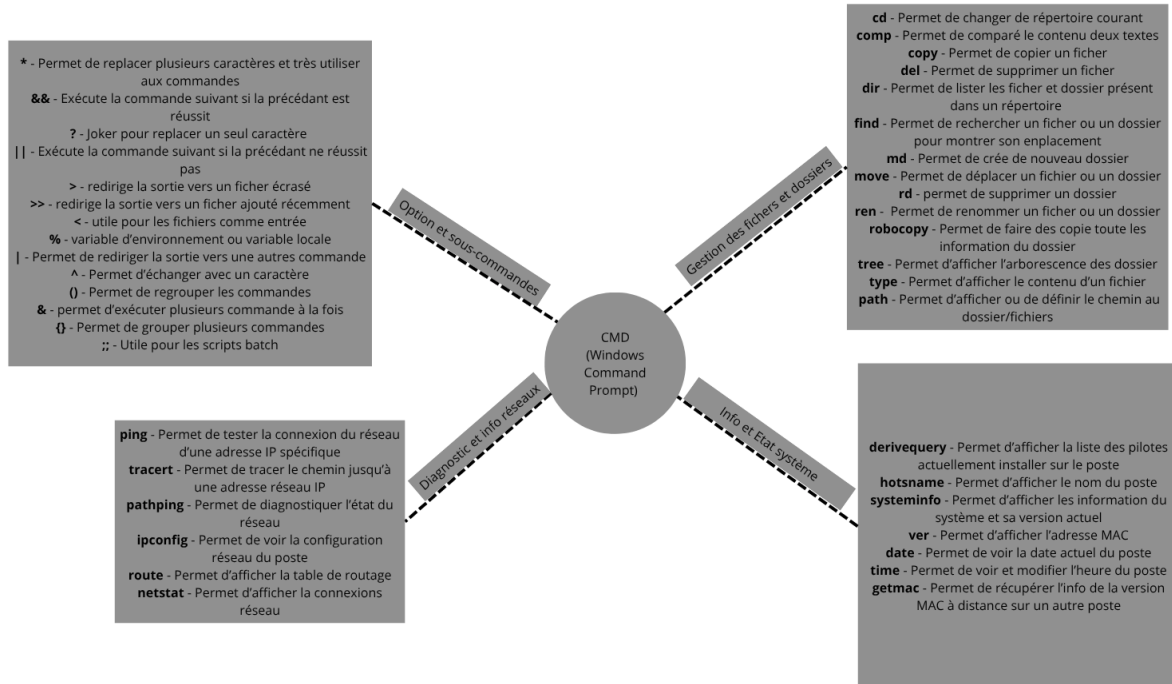 * - Permet de replacer plusieurs caractères et très utiliser
aux commandes
&& - Exécute la commande suivant si la précédant est
réussit
? - Joker pour replacer un seul caractère
|| - Exécute la commande suivant si la précédant ne réussit
pas
> - redirige la sortie vers un ficher écrasé
>> - redirige la sortie vers un ficher ajouté récemment
< - utile pour les fichiers comme entrée
% - variable d'environnement ou variable locale
| - Permet de rediriger la sortie vers une autres commande
^ - Permet d'échanger avec un caractère
() - Permet de regrouper les commandes
& - permet d'exécuter plusieurs commande à la fois
{} - Permet de grouper plusieurs commandes
;; - Utile pour les scripts batch
Option et sous-commandes
cd - Permet de changer de répertoire courant
comp - Permet de comparé le contenu deux textes
copy - Permet de copier un ficher
del - Permet de supprimer un ficher
dir - Permet de lister les ficher et dossier présent
dans un répertoire
find - Permet de rechercher un ficher ou un dossier
pour montrer son enplacement
md - Permet de crée de nouveau dossier
move - Permet de déplacer un fichier ou un dossier
rd - permet de supprimer un dossier
ren - Permet de renommer un ficher ou un dossier
robocopy - Permet de faire des copie toute les
information du dossier
tree - Permet d'afficher l'arborescence des dossier
type - Permet d'afficher le contenu d'un fichier
path - Permet d'afficher ou de définir le chemin au
dossier/fichiers
Gestion des fichiers et dossiers
CMD
(Windows
Command
Prompt)
Diagnostic et info réseaux
ping - Permet de tester la connexion du réseau
d'une adresse IP spécifique
tracert - Permet de tracer le chemin jusqu'à
une adresse réseau IP
pathping - Permet de diagnostiquer l'état du
réseau
ipconfig - Permet de voir la configuration
réseau du poste
route - Permet d'afficher la table de routage
netstat - Permet d'afficher la connexions
réseau
Info et Etat système
derivequery - Permet d'afficher la liste des pilotes
actuellement installer sur le poste
hotsname - Permet d'afficher le nom du poste
systeminfo - Permet d'afficher les information du
système et sa version actuel
ver - Permet d'afficher l'adresse MAC
date - Permet de voir la date actuel du poste
time - Permet de voir et modifier l'heure du poste
getmac - Permet de récupérer l'info de la version
MAC à distance sur un autre poste